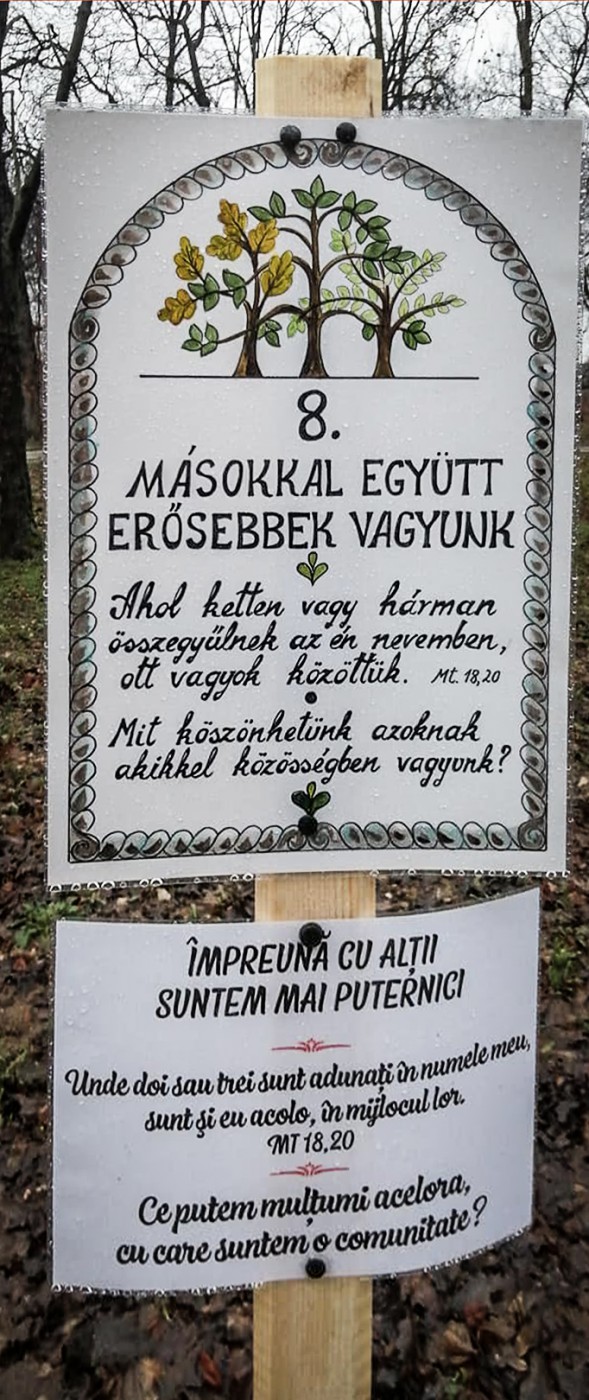 8.
MÁSOKKAL EGYÜTT
ERŐSEBBEK VAGYUNK
Ahol ketten vagy hárman
összegyűlnek az én nevemben,
ott vagyok közöttük. Mt. 18,20
Mit köszönhetünk azoknak
akikkel közösségben vagyunk?
ÎMPREUNĂ CU ALȚII
SUNTEM MAI PUTERNICI
Unde doi sau trei sunt adunați în numele meu,
sunt și eu acolo, în mijlocul lor.
MT 18,20
Ce putem mulțumi acelora,
cu care suntem o comunitate?